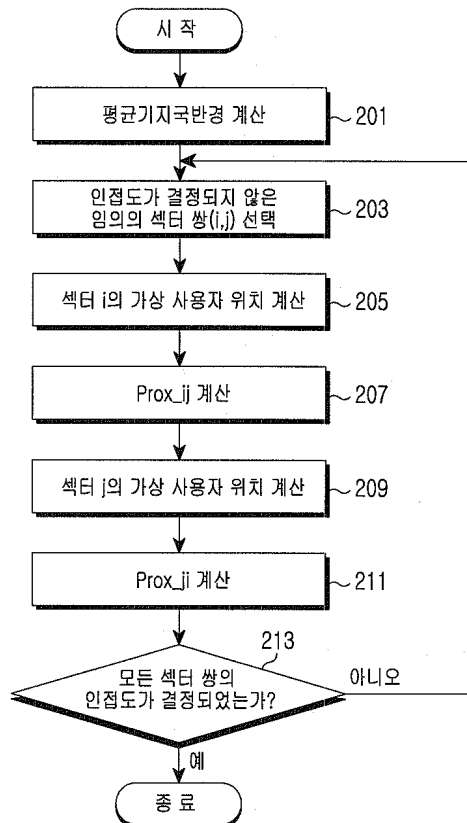 시 작
평균기지국반경 계산
201
인접도가 결정되지 않은
임의의 섹터 쌍(i,j) 선택
203
섹터 i의 가상 사용자 위치 계산
205
Prox_ij 계산
207
섹터 j의 가상 사용자 위치 계산
209
Prox_ji 계산
211
213
모든 섹터 쌍의
인접도가 결정되었는가?
아니오
예
종 료